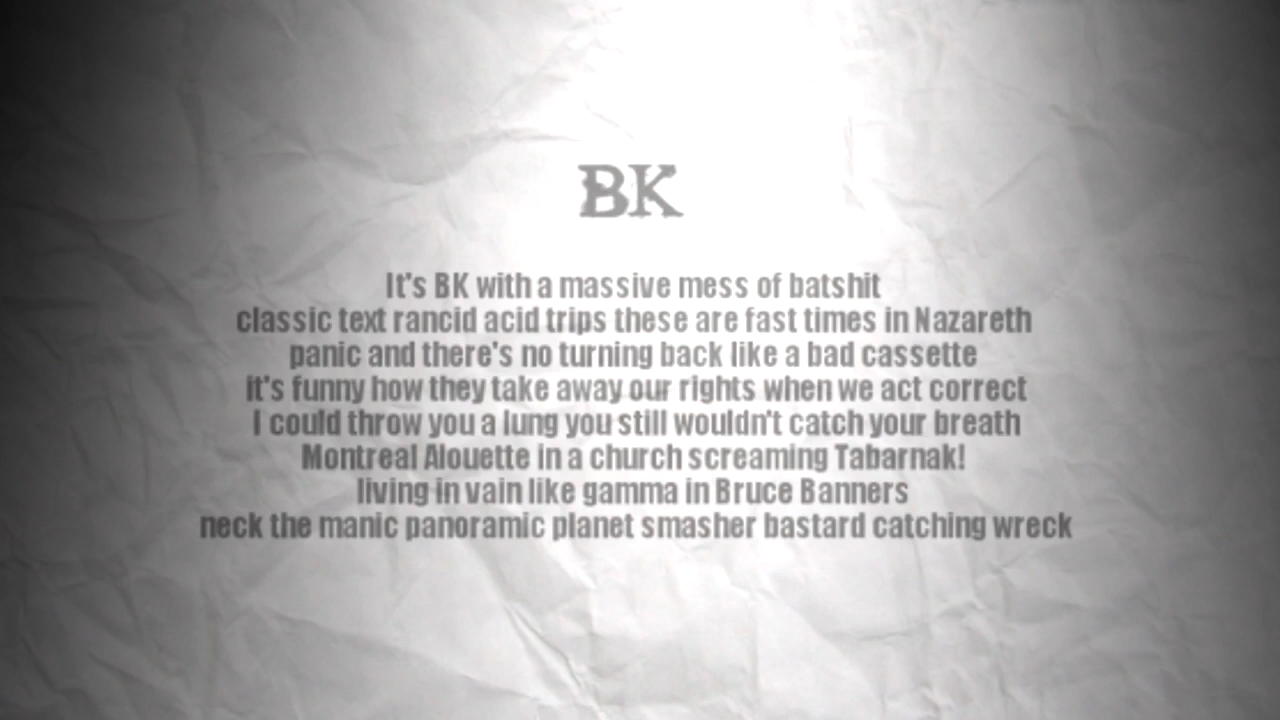 BK
It's BK with a massive mess of batshit
classic text rancid acid trips these are fast times in Nazareth
panic and there's no turning back like a bad cassette
it's funny how they take away our rights when we act correct
I could throw you a lung you still wouldn't catch your breath
Montreal Alouette in a church screaming Tabarnak!
living in vain like gamma in Bruce Banners
neck the manic panoramic planet smasher bastard catching wreck